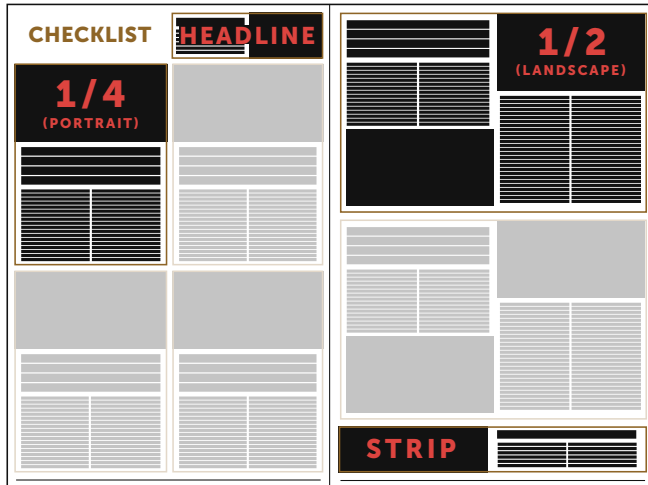 CHECKLIST
HEADLINE
1/4
(PORTRAIT)
1/2
(LANDSCAPE)
STRIP